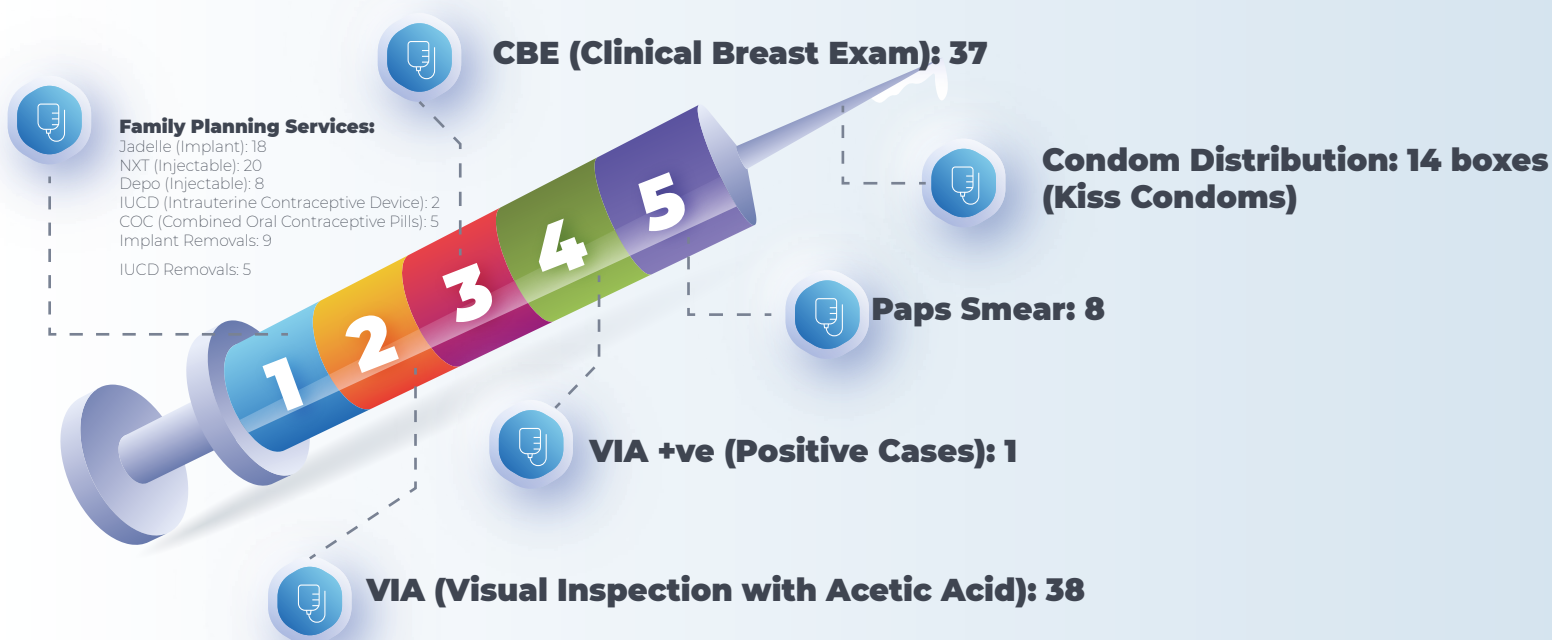 CBE (Clinical Breast Exam): 37
Family Planning Services:
Jadelle (Implant): 18
NXT (Injectable): 20
Depo (Injectable): 8
IUCD (Intrauterine Contraceptive Device): 2
COC (Combined Oral Contraceptive Pills): 5
Implant Removals: 9
IUCD Removals: 5
Condom Distribution: 14 boxes
(Kiss Condoms)
5
4
3
2
1
Paps Smear: 8
VIA +ve (Positive Cases): 1
VIA (Visual Inspection with Acetic Acid): 38